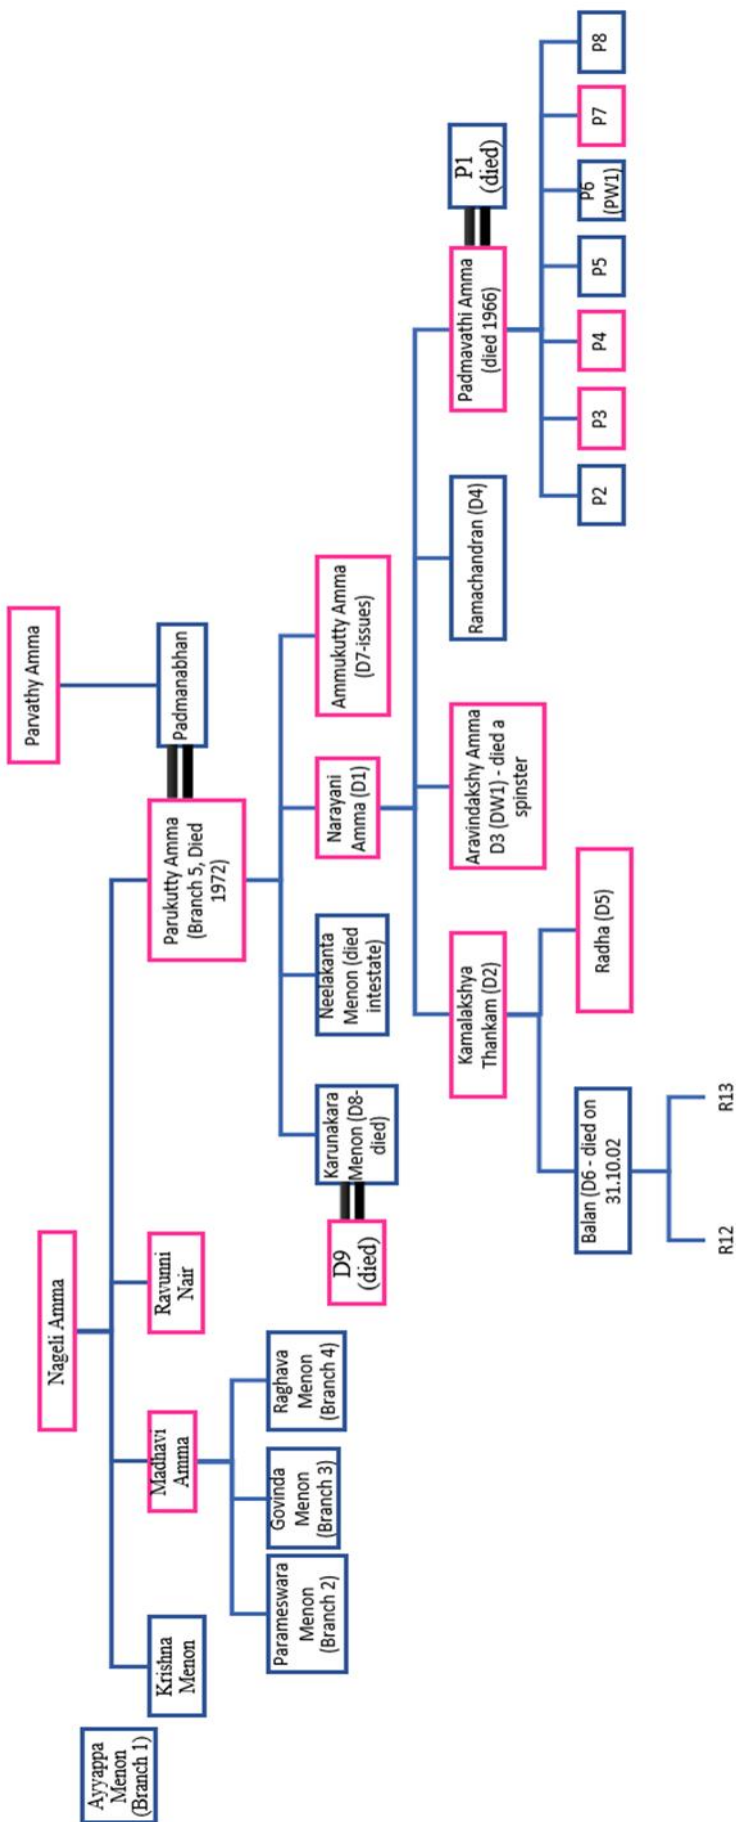 Nageli Amma
Parvathy Amma
Ayyappa
Menon
(Branch 1)
Krishna
Menon
Madhavi
Amma
Ravunni
Nair
Parukutty Amma
(Branch 5, Died
1972)
Padmanabhan
Parameswara
Menon
(Branch 2)
Govinda
Menon
(Branch 3)
Raghava
Menon
(Branch 4)
D9
(died)
Karunakara
Menon (D8-
died)
Neelakanta
Menon (died
intestate)
Narayani
Amma (D1)
Ammukutty Amma
(D7-issues)
Kamalakshya
Thankam (D2)
Aravindakshy Amma
D3 (DW1) - died a
spinster
Ramachandran (D4)
Padmavathi Amma
(died 1966)
P1
(died)
Balan (D6 - died on
31.10.02
Radha (D5)
P2
P3
P4
P5
P6
(PW1)
P7
P8
R12
R13